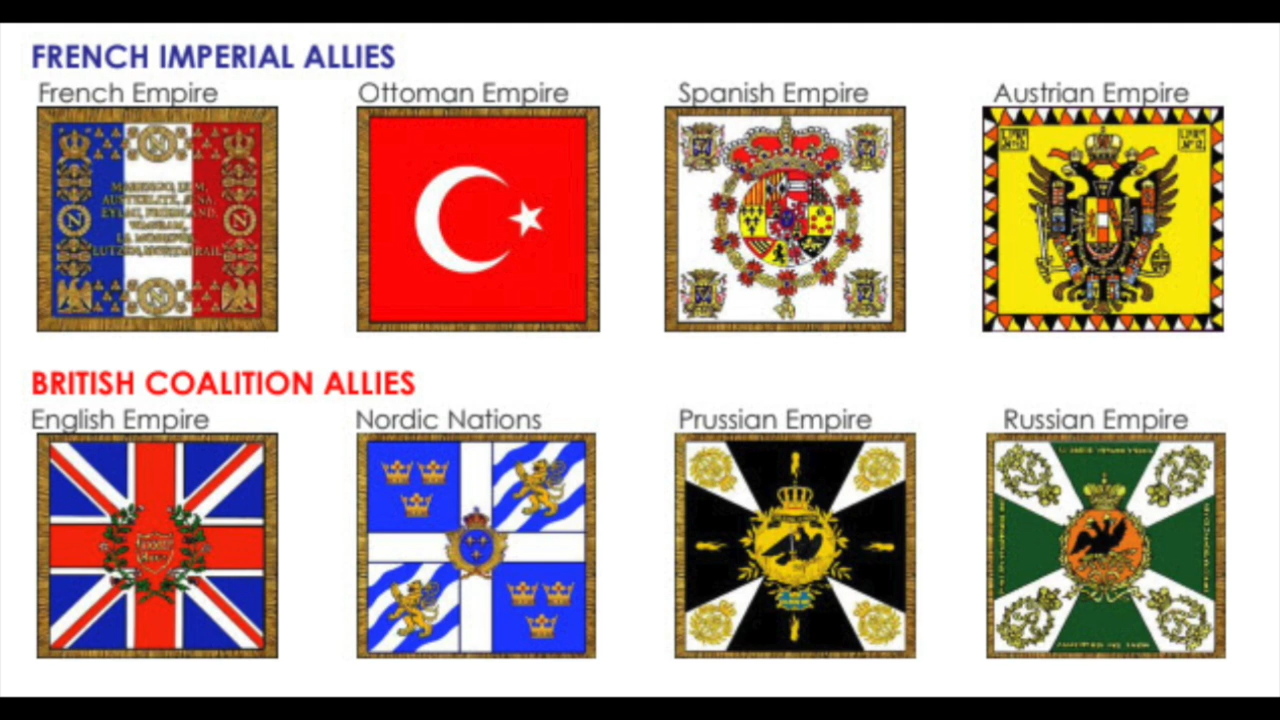 FRENCH IMPERIAL ALLIES
French Empire Ottoman Empire Spanish Empire Austrian Empire
N
AUSTERLITZ,
N N
N
BRITISH COALITION ALLIES
English Empire Nordic Nations Prussian Empire Russian Empire